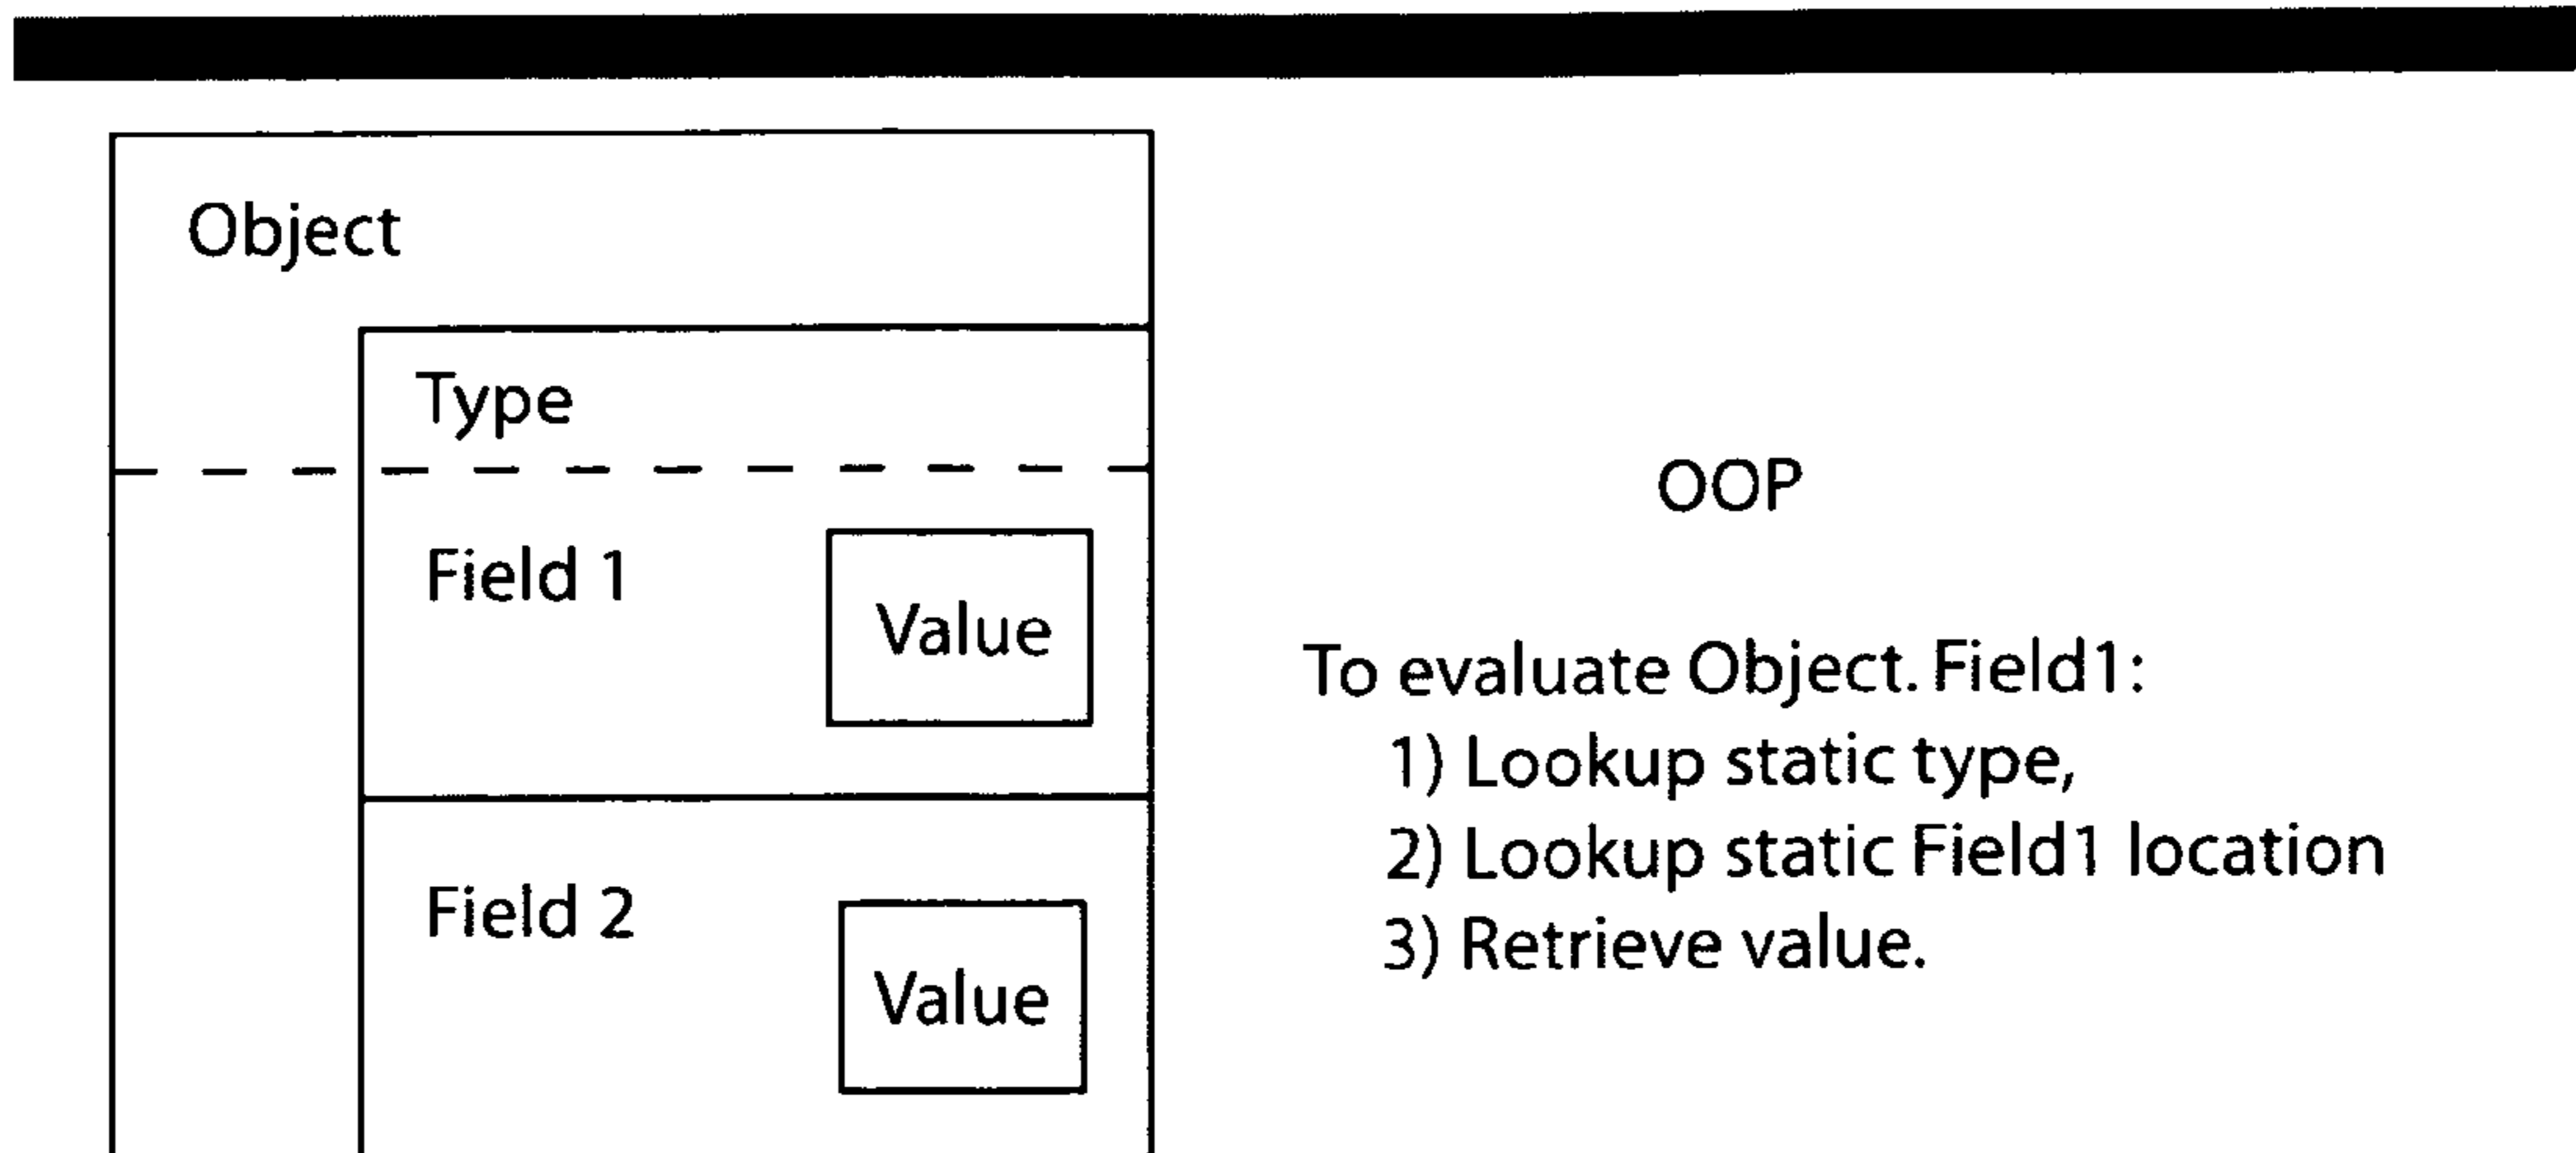 Object
Type
Field 1
Value
Field 2
Value
OOP
To evaluate Object. Field1:
1) Lookup static type,
2) Lookup static Field1 location
3) Retrieve value.